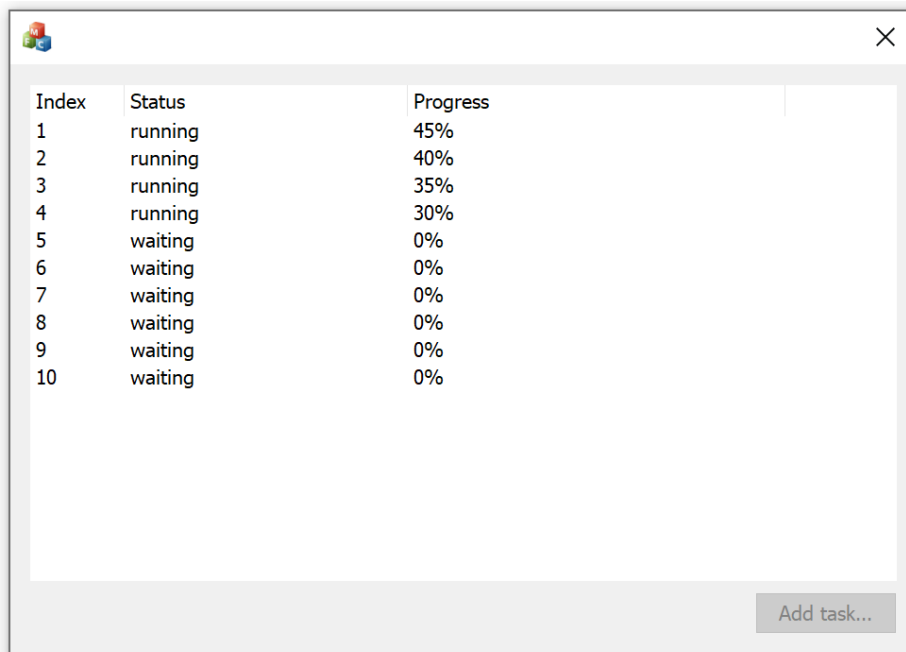 Index Status Progress
1 running 45%
2 running 40%
3 running 35%
4 running 30%
5 waiting 0%
6 waiting 0%
7 waiting 0%
8 waiting 0%
9 waiting 0%
10 waiting 0%
Add task...